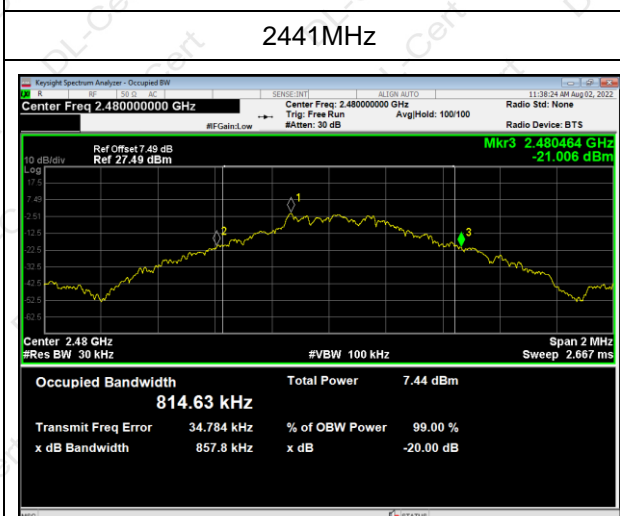 2441MHz
Keysight Spectrum Analyzer - Occupied BW
R RF 50 Ω AC SENSE:INT ALIGN AUTO 11:38:24 AM Aug 02, 2022
Center Freq 2.480000000 GHz Center Freq: 2.480000000 GHz Radio Std: None
Trig: Free Run Avg|Hold: 100/100
#IFGain:Low #Atten: 30 dB Radio Device: BTS
Ref Offset 7.49 dB Mkr3 2.480464 GHz
10 dB/div Ref 27.49 dBm -21.006 dBm
Log
17.5
7.49
-2.51
-12.5
-22.5
-32.5
-42.5
-52.5
-62.5
1
2
3
Center 2.48 GHz Span 2 MHz
#Res BW 30 kHz #VBW 100 kHz Sweep 2.667 ms
Occupied Bandwidth Total Power 7.44 dBm
814.63 kHz
Transmit Freq Error 34.784 kHz % of OBW Power 99.00 %
x dB Bandwidth 857.8 kHz x dB -20.00 dB
MSG STATUS
DL-Cert
DL-Cert